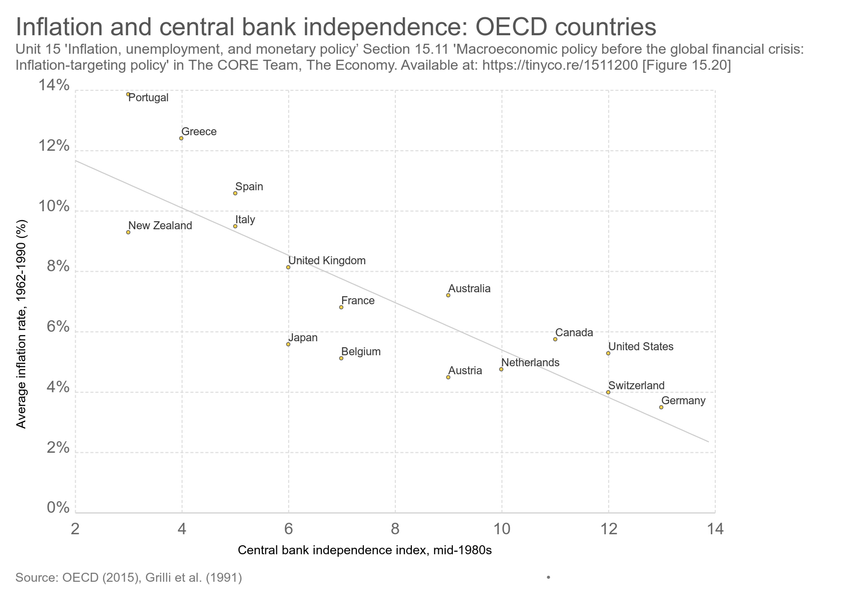 Inflation and central bank independence: OECD countries
Unit 15 'Inflation, unemployment, and monetary policy' Section 15.11 'Macroeconomic policy before the global financial crisis:
Inflation-targeting policy' in The CORE Team, The Economy. Available at: https://tinyco.re/1511200 [Figure 15.20]
14%
Portugal
Greece
12%
Spain
10%
Italy
New Zealand
United Kingdom
8%
Australia
France
6%
Canada
Japan
United States
Belgium
Netherlands
Austria
Switzerland
4%
Germany
2%
0%
Average inflation rate, 1962-1990 (%)
2 4 6 8 10 12 14
Central bank independence index, mid-1980s
Source: OECD (2015), Grilli et al. (1991)